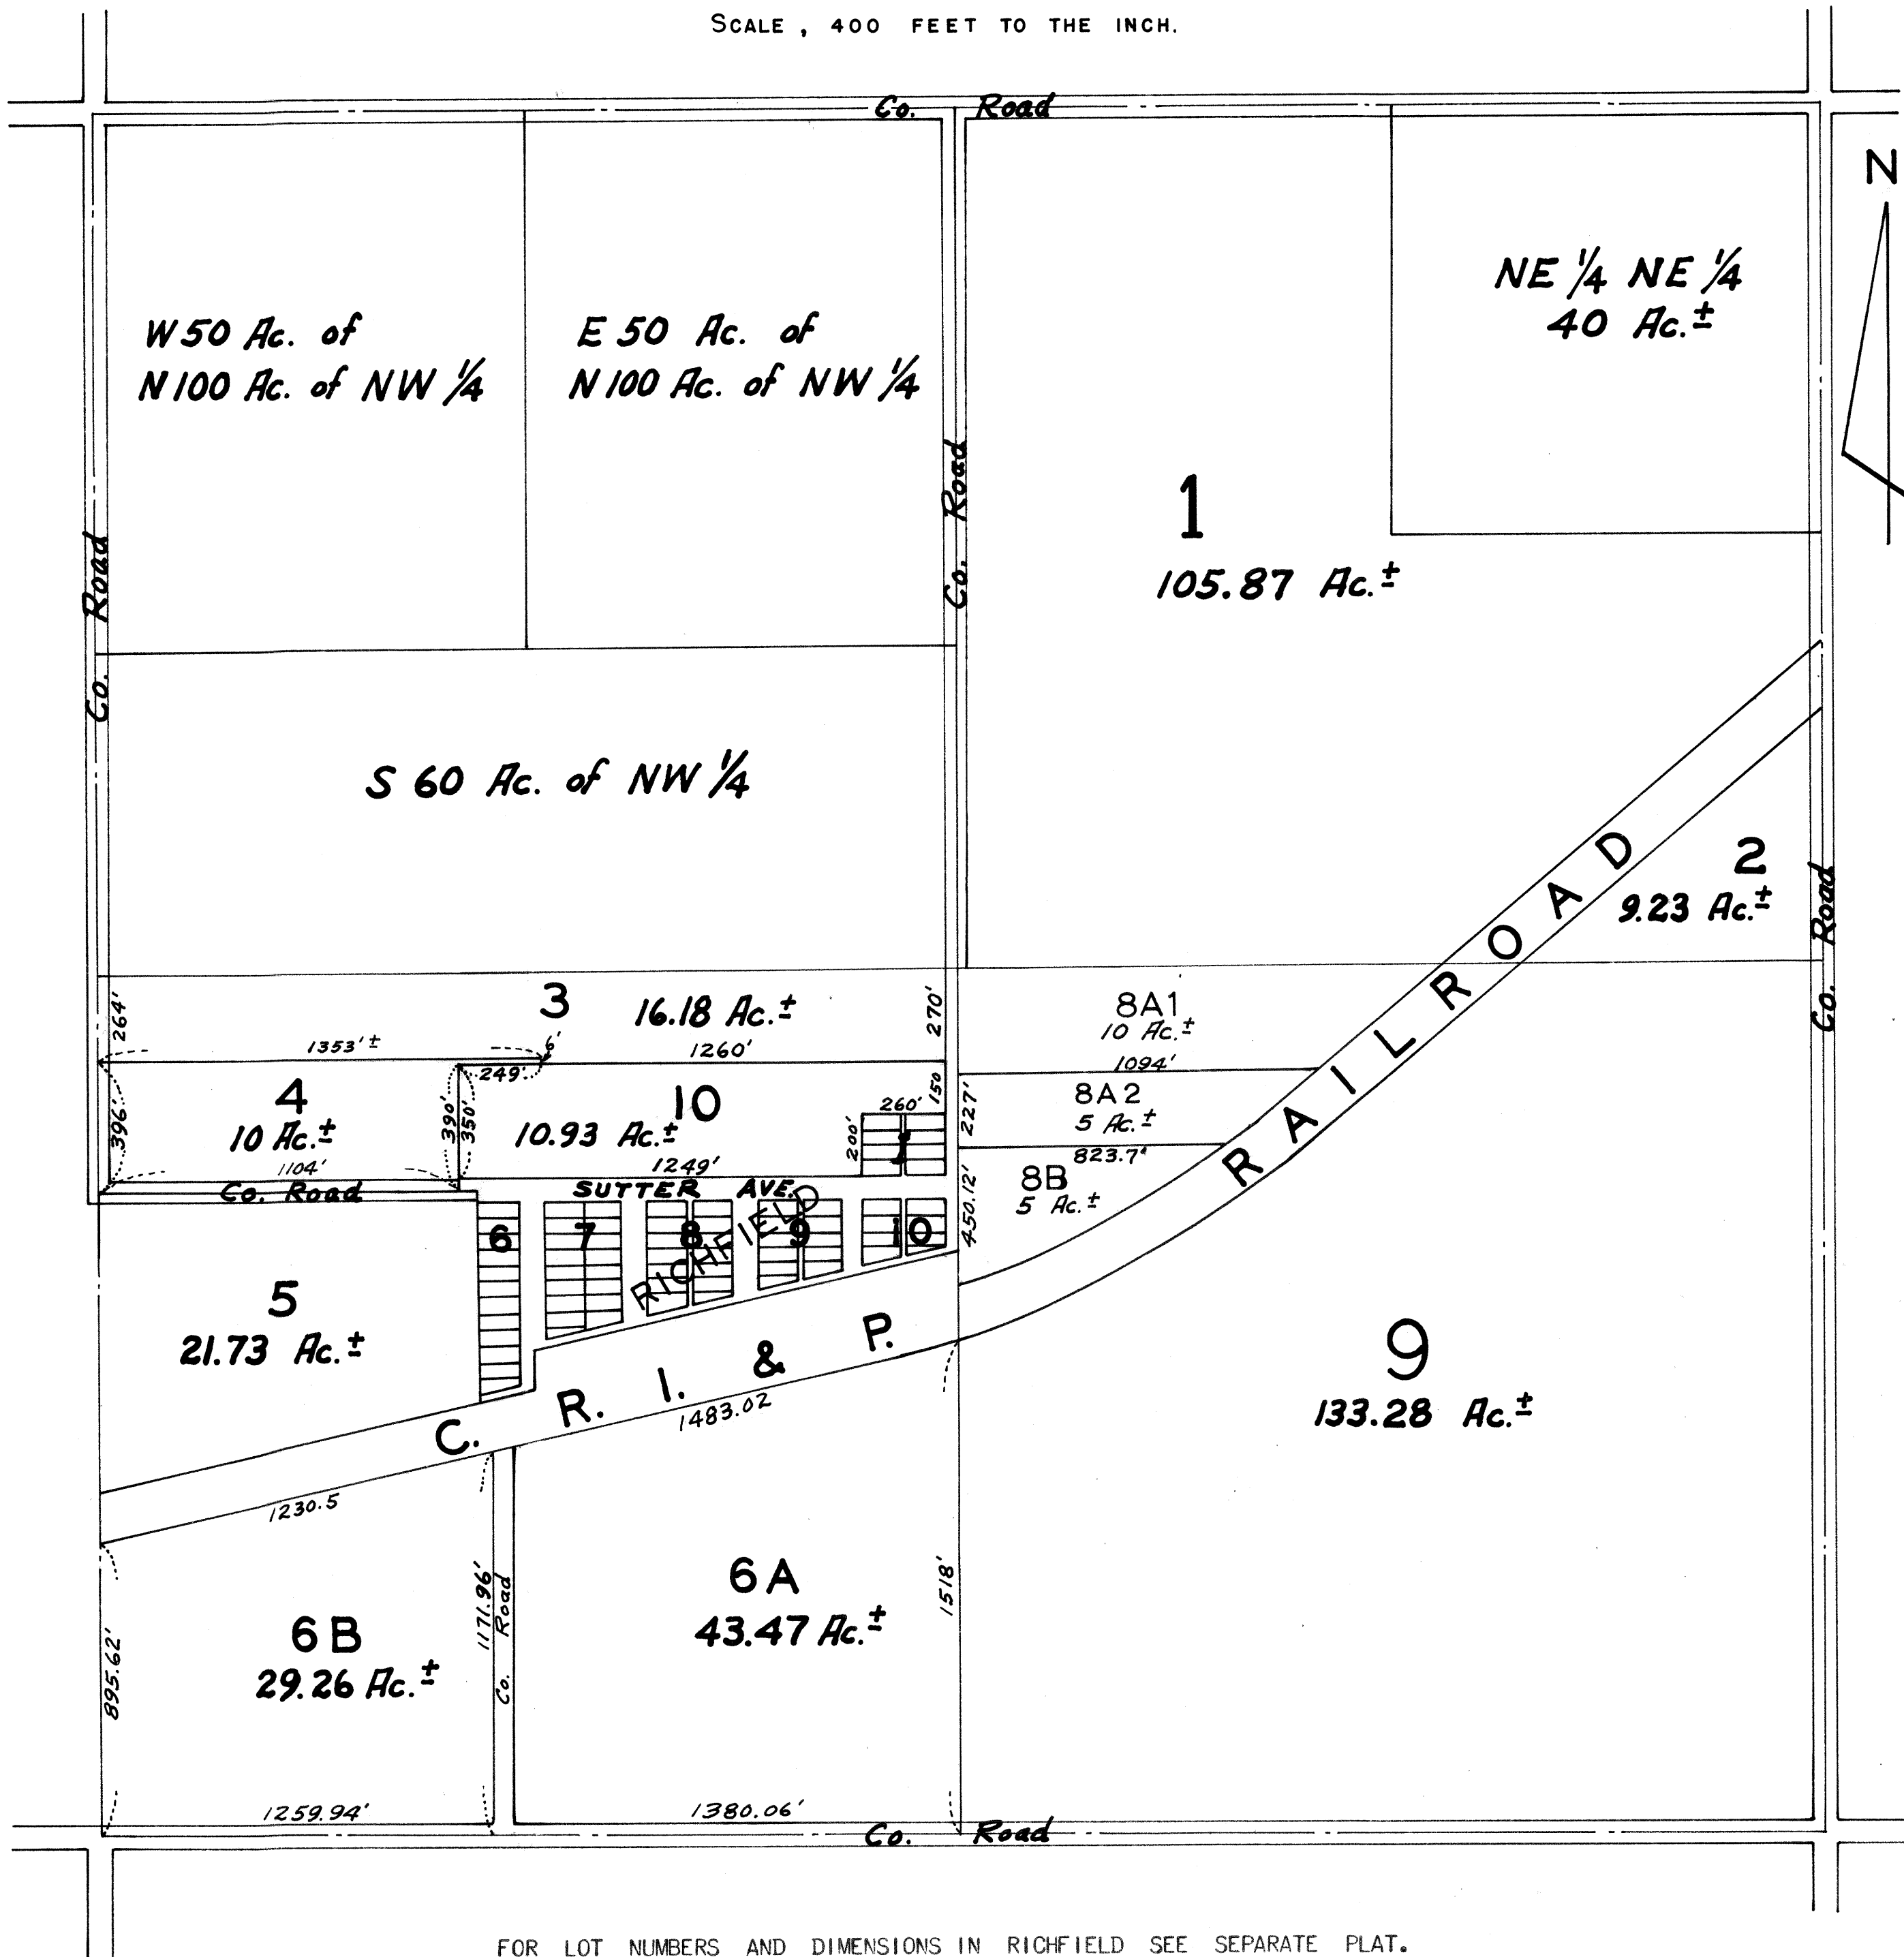 SCALE, 400 FEET TO THE INCH.
Co. Road
N
W 50 Ac. of
N 100 Ac. of NW ¼
E 50 Ac. of
N 100 Ac. of NW ¼
NE ¼ NE ¼
40 Ac.±
Co. Road
Co. Road
1
105.87 Ac.±
S 60 Ac. of NW ¼
2
9.23 Ac.±
Co. Road
3
16.18 Ac.±
264'
270'
1353'±
6'
1260'
249'
8A1
10 Ac.±
1094'
4
10 Ac.±
396'
390'
350'
1104'
10
10.93 Ac.±
1249'
260'
150
200'
1
227'
8A2
5 Ac.±
823.7'
8B
5 Ac.±
450.12'
Co. Road
SUTTER AVE.
6
7
8
9
10
RICHFIELD
5
21.73 Ac.±
C. R. I. & P. RAILROAD
1483.02
1230.5
9
133.28 Ac.±
6B
29.26 Ac.±
895.62'
1171.96'
Co. Road
6A
43.47 Ac.±
1518'
1259.94'
1380.06'
Co. Road
FOR LOT NUMBERS AND DIMENSIONS IN RICHFIELD SEE SEPARATE PLAT.